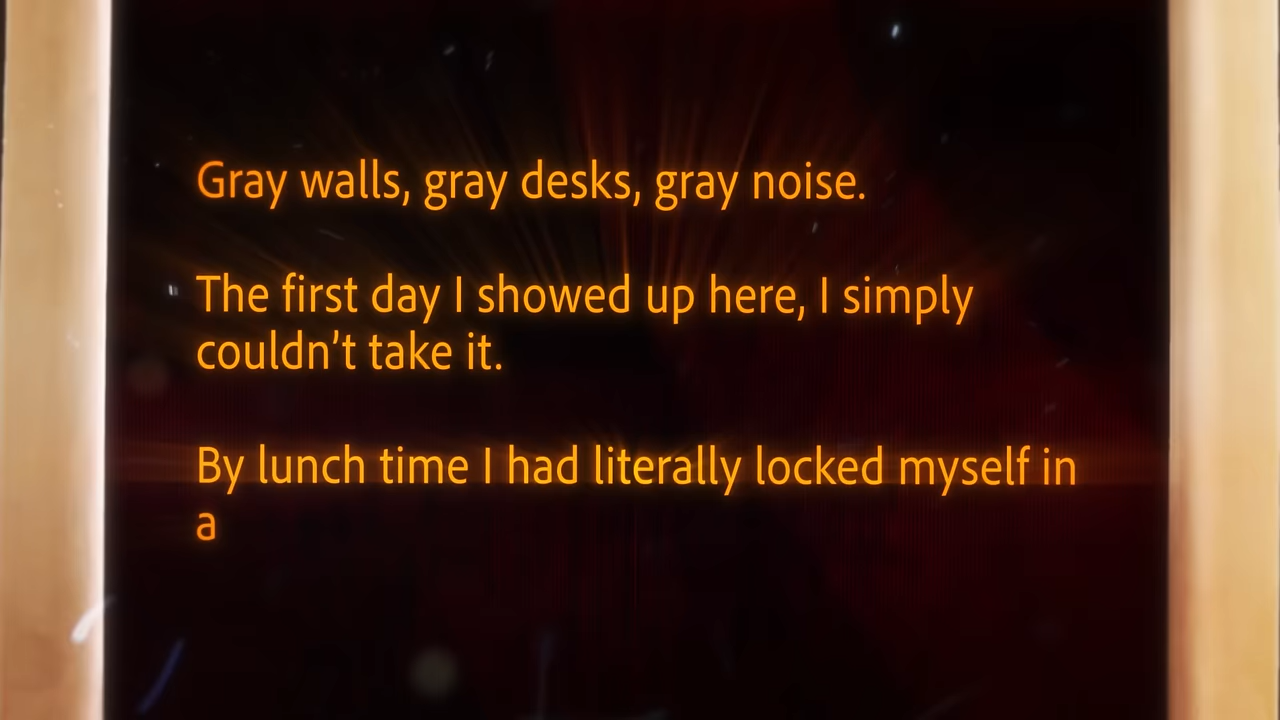 Gray walls, gray desks, gray noise.
The first day I showed up here, I simply
couldn’t take it.
By lunch time I had literally locked myself in
a